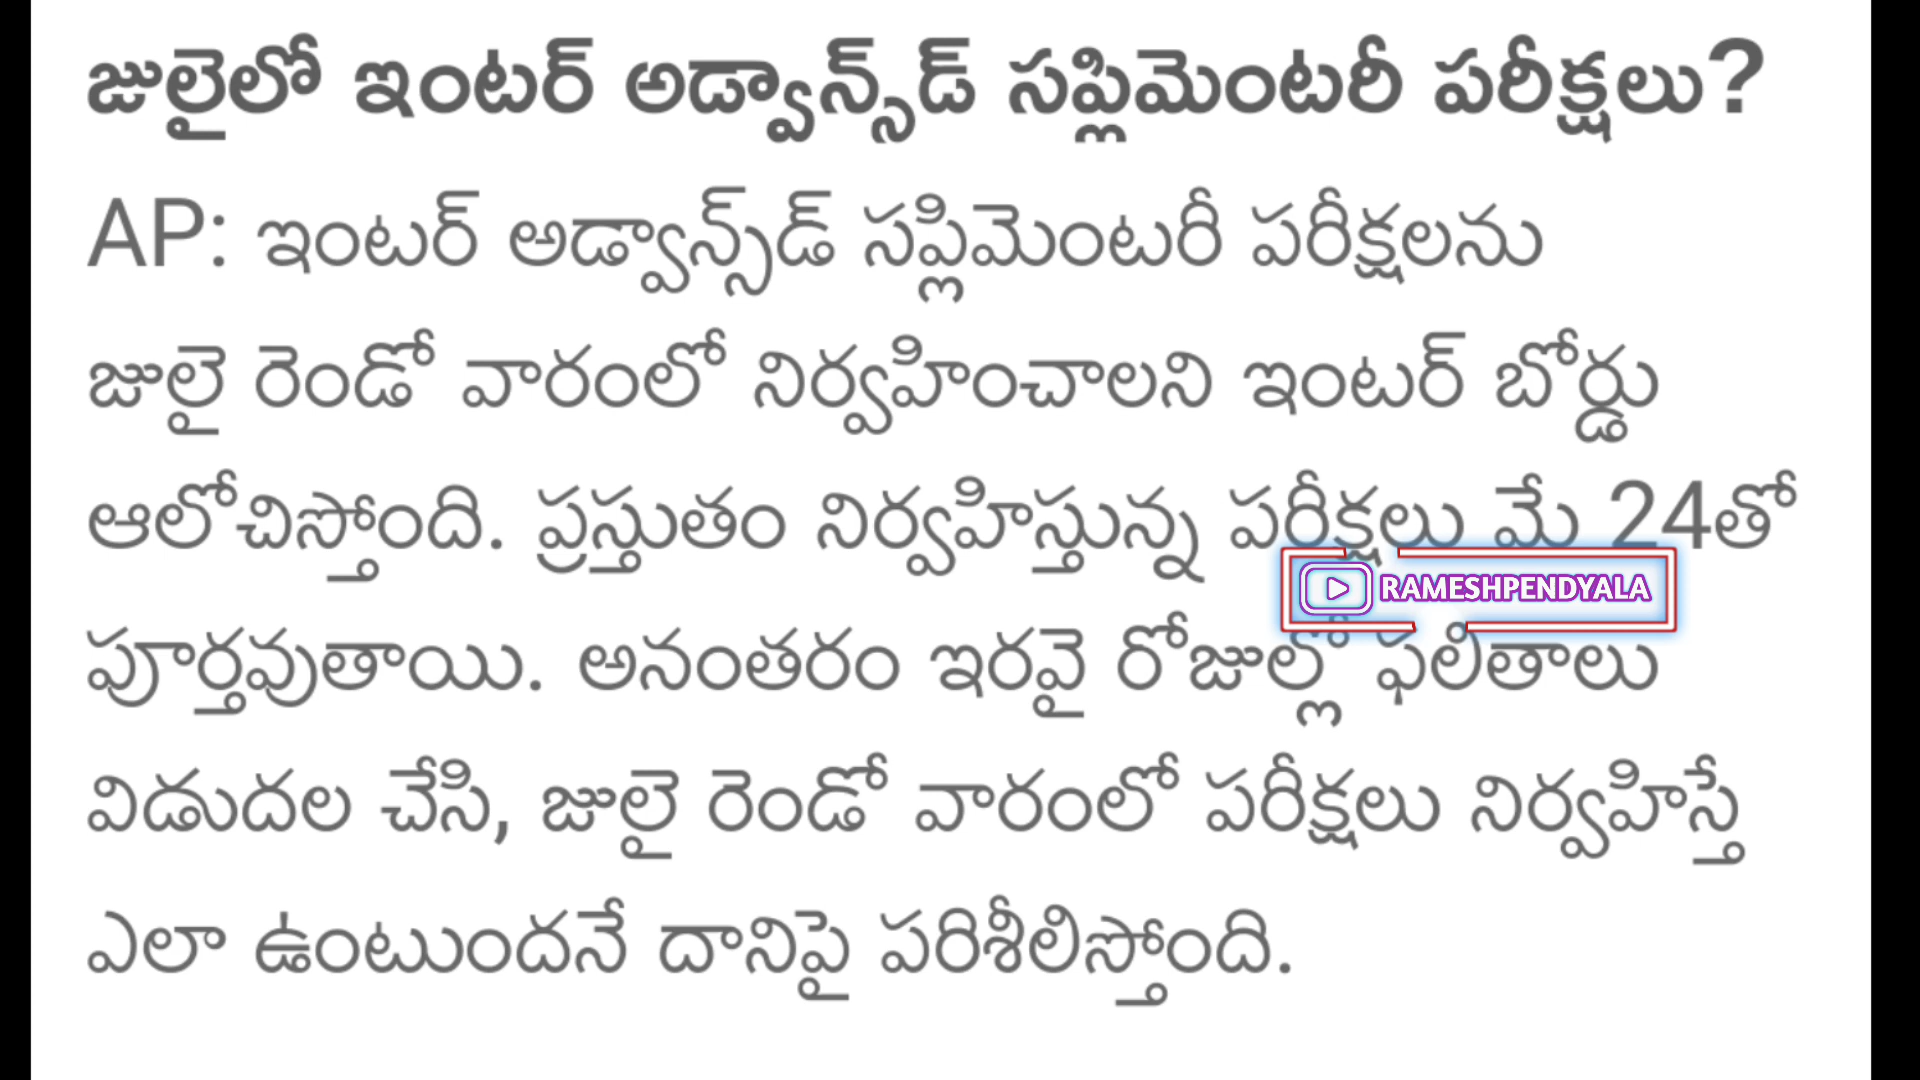 జులైలో ఇంటర్ అడ్వాన్స్‌డ్ సప్లిమెంటరీ పరీక్షలు?
AP: ఇంటర్ అడ్వాన్స్‌డ్ సప్లిమెంటరీ పరీక్షలను
జులై రెండో వారంలో నిర్వహించాలని ఇంటర్ బోర్డు
ఆలోచిస్తోంది. ప్రస్తుతం నిర్వహిస్తున్న పరీక్షలు మే 24తో
RAMESHPENDYALA
పూర్తవుతాయి. అనంతరం ఇరవై రోజుల్లో ఫలితాలు
విడుదల చేసి, జులై రెండో వారంలో పరీక్షలు నిర్వహిస్తే
ఎలా ఉంటుందనే దానిపై పరిశీలిస్తోంది.